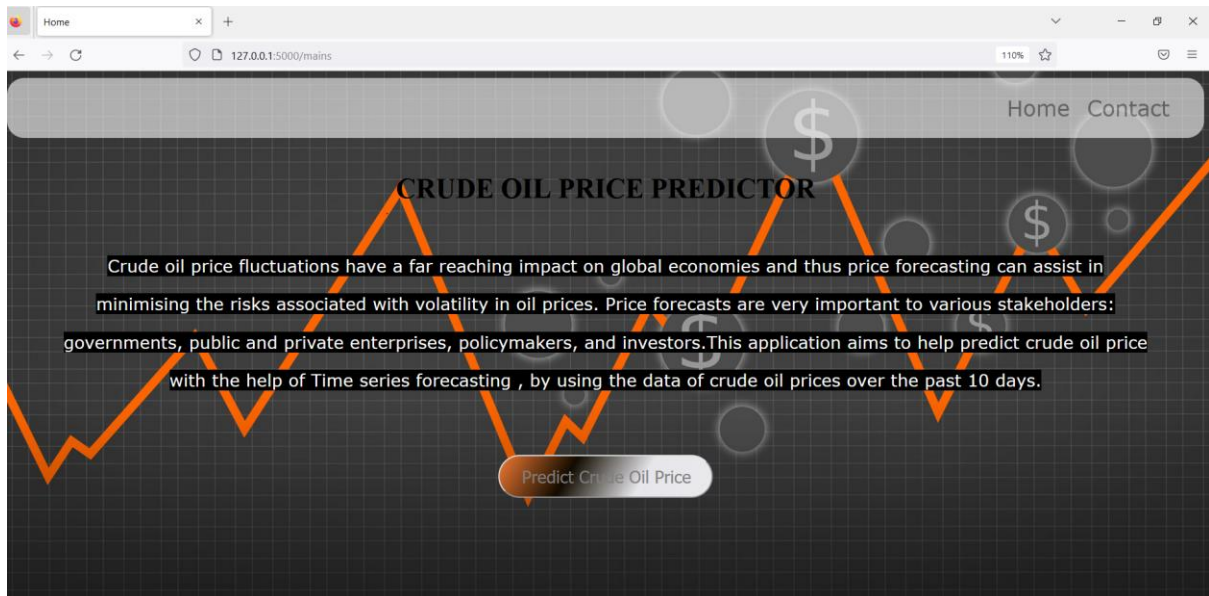 Home
127.0.0.1:5000/mains
110%
Home Contact
$
CRUDE OIL PRICE PREDICTOR
$
Crude oil price fluctuations have a far reaching impact on global economies and thus price forecasting can assist in
minimising the risks associated with volatility in oil prices. Price forecasts are very important to various stakeholders:
governments, public and private enterprises, policymakers, and investors.This application aims to help predict crude oil price
with the help of Time series forecasting , by using the data of crude oil prices over the past 10 days.
$
$
Predict Crude Oil Price